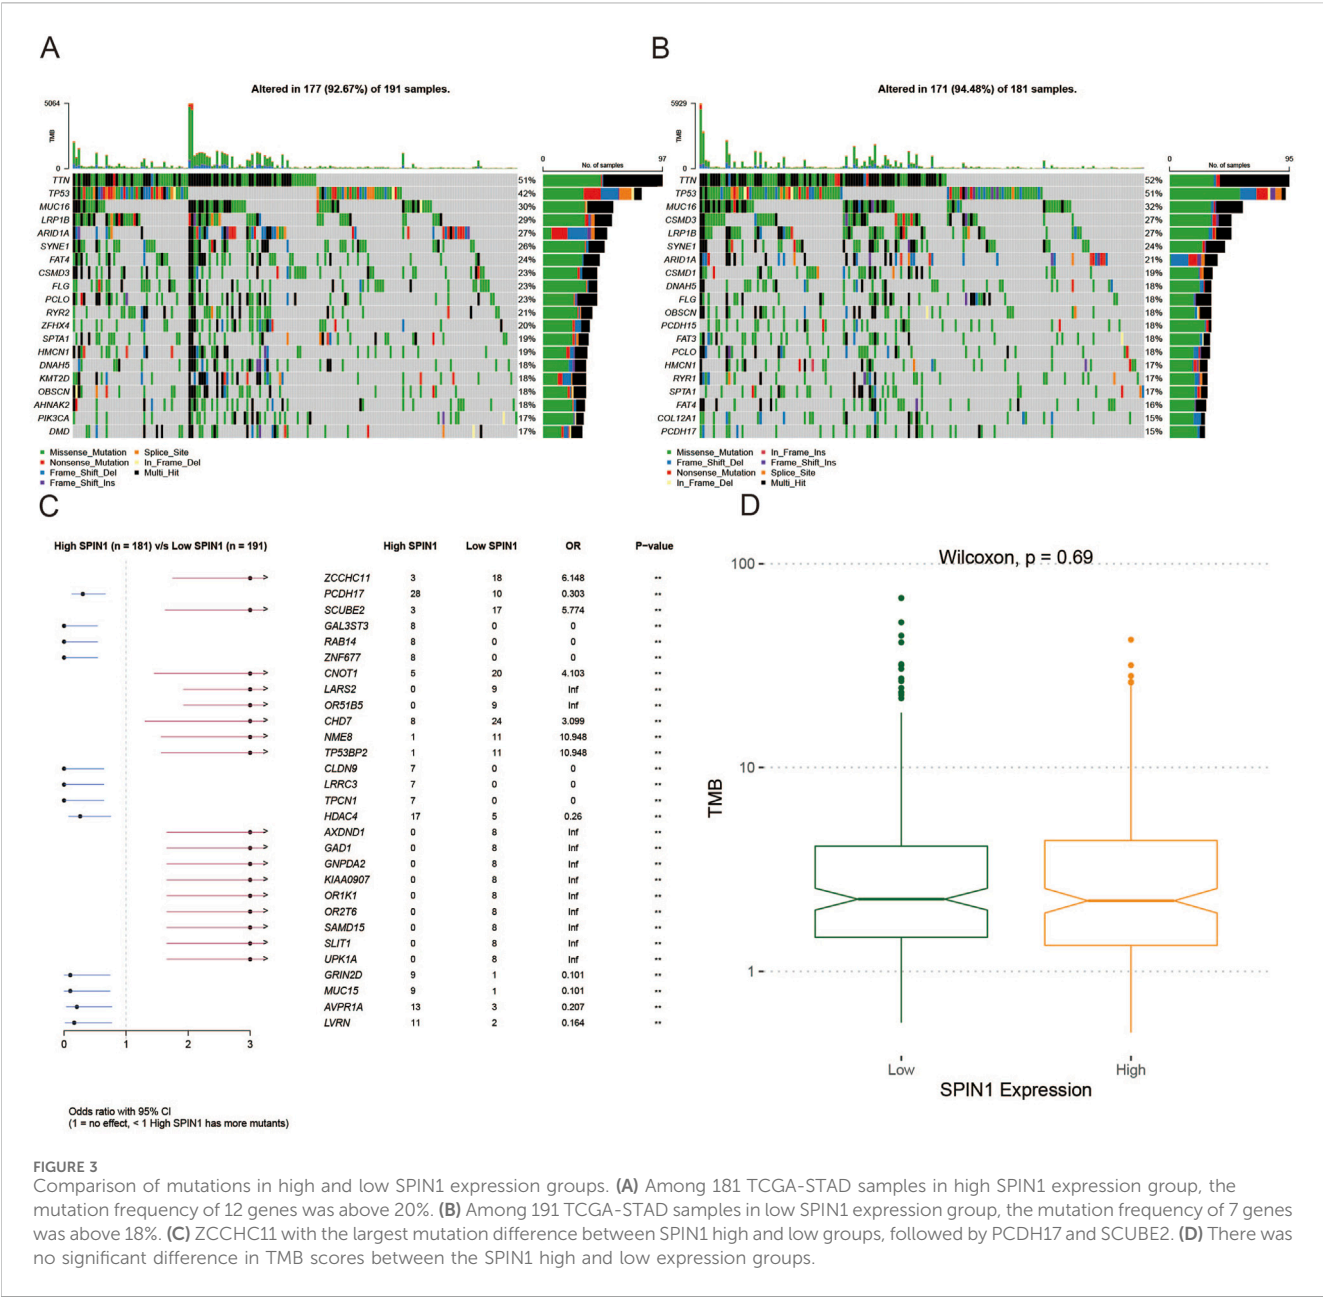 A
Altered in 177 (92.67%) of 191 samples.
5064
TMB
0
0 97
No. of samples
TTN 51%
TP53 42%
MUC16 30%
LRP1B 29%
ARID1A 27%
SYNE1 26%
FAT4 24%
CSMD3 23%
FLG 23%
PCLO 23%
RYR2 21%
ZFHX4 20%
SPTA1 19%
HMCN1 19%
DNAH5 18%
KMT2D 18%
OBSCN 18%
AHNAK2 18%
PIK3CA 17%
DMD 17%
Missense_Mutation Splice_Site
Nonsense_Mutation In_Frame_Del
Frame_Shift_Del Multi_Hit
Frame_Shift_Ins
B
Altered in 171 (94.48%) of 181 samples.
5929
TMB
0
0 95
No. of samples
TTN 52%
TP53 51%
MUC16 32%
CSMD3 27%
LRP1B 27%
SYNE1 24%
ARID1A 21%
CSMD1 19%
DNAH5 18%
FLG 18%
OBSCN 18%
PCDH15 18%
FAT3 18%
PCLO 18%
HMCN1 17%
RYR1 17%
SPTA1 17%
FAT4 16%
COL12A1 15%
PCDH17 15%
Missense_Mutation In_Frame_Ins
Frame_Shift_Del Frame_Shift_Ins
Nonsense_Mutation Splice_Site
In_Frame_Del Multi_Hit
C
High SPIN1 (n = 181) v/s Low SPIN1 (n = 191) High SPIN1 Low SPIN1 OR P−value
ZCCHC11 3 18 6.148 **
PCDH17 28 10 0.303 **
SCUBE2 3 17 5.774 **
GAL3ST3 8 0 0 **
RAB14 8 0 0 **
ZNF677 8 0 0 **
CNOT1 5 20 4.103 **
LARS2 0 9 Inf **
OR51B5 0 9 Inf **
CHD7 8 24 3.099 **
NME8 1 11 10.948 **
TP53BP2 1 11 10.948 **
CLDN9 7 0 0 **
LRRC3 7 0 0 **
TPCN1 7 0 0 **
HDAC4 17 5 0.26 **
AXDND1 0 8 Inf **
GAD1 0 8 Inf **
GNPDA2 0 8 Inf **
KIAA0907 0 8 Inf **
OR1K1 0 8 Inf **
OR2T6 0 8 Inf **
SAMD15 0 8 Inf **
SLIT1 0 8 Inf **
UPK1A 0 8 Inf **
GRIN2D 9 1 0.101 **
MUC15 9 1 0.101 **
AVPR1A 13 3 0.207 **
LVRN 11 2 0.164 **
0 1 2 3
Odds ratio with 95% CI
(1 = no effect, < 1 High SPIN1 has more mutants)
D
Wilcoxon, p = 0.69
100
10
1
TMB
Low High
SPIN1 Expression
FIGURE 3
Comparison of mutations in high and low SPIN1 expression groups. (A) Among 181 TCGA-STAD samples in high SPIN1 expression group, the
mutation frequency of 12 genes was above 20%. (B) Among 191 TCGA-STAD samples in low SPIN1 expression group, the mutation frequency of 7 genes
was above 18%. (C) ZCCHC11 with the largest mutation difference between SPIN1 high and low groups, followed by PCDH17 and SCUBE2. (D) There was
no significant difference in TMB scores between the SPIN1 high and low expression groups.